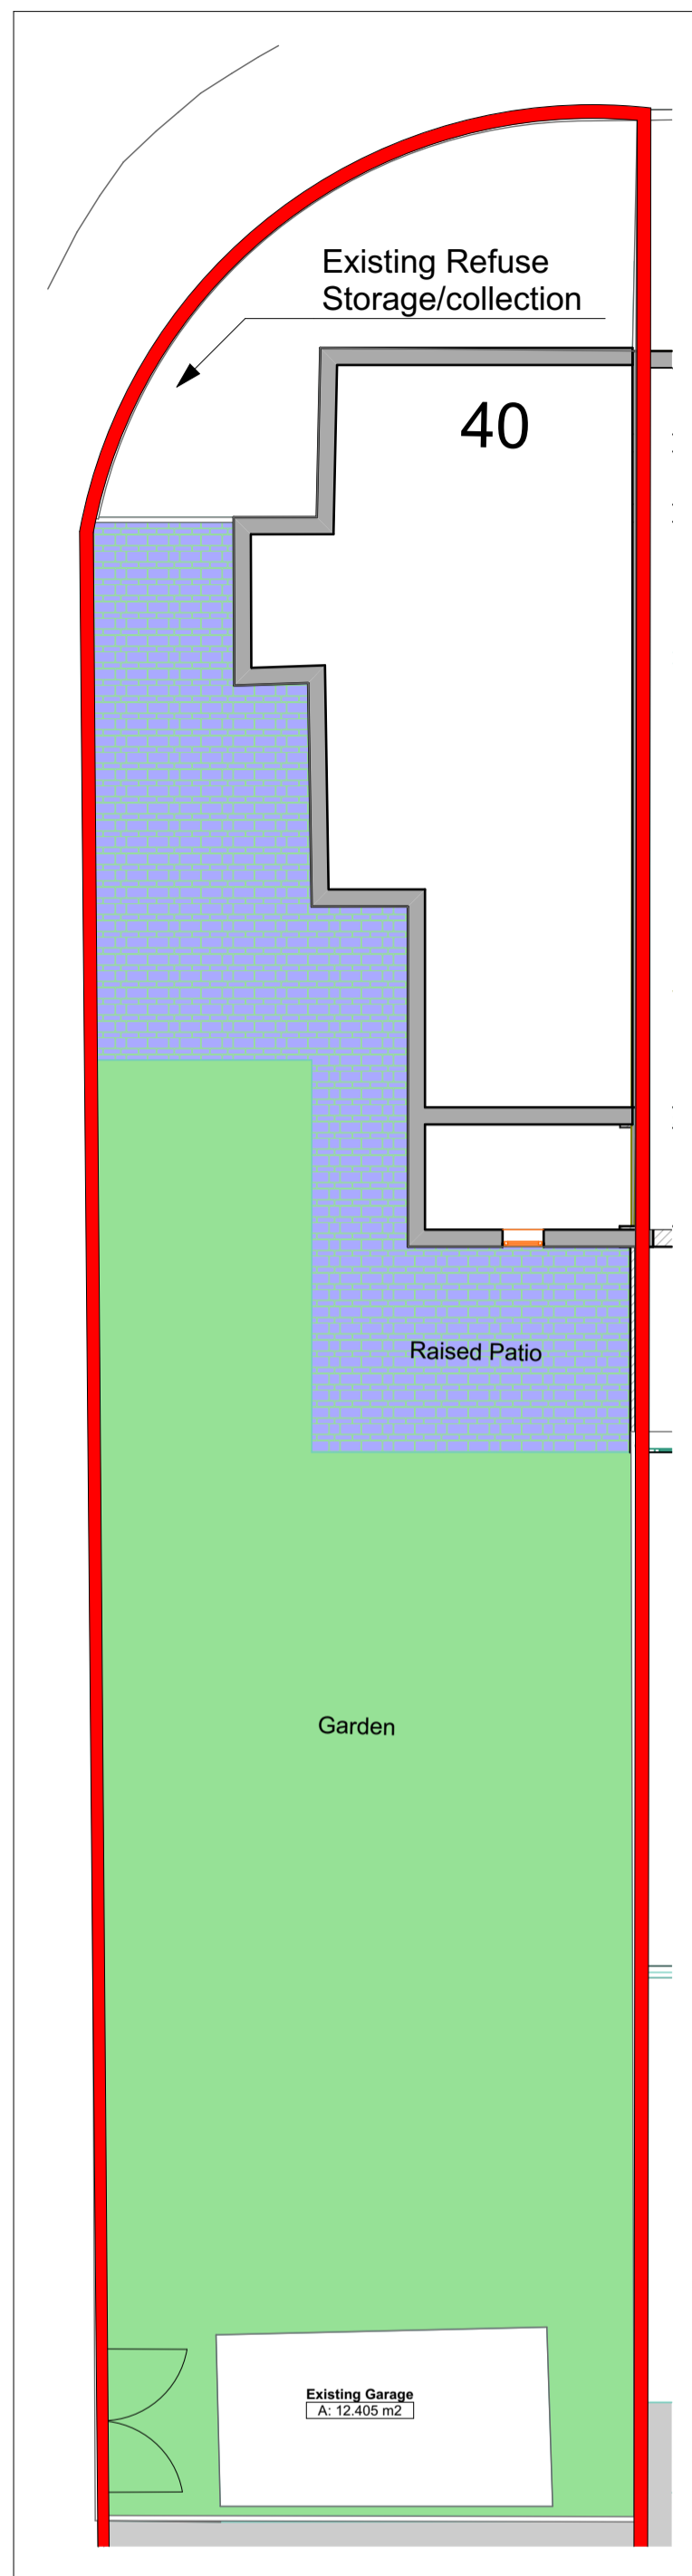 Existing Refuse
Storage/collection
40
Raised Patio
Garden
Existing Garage
A: 12.405 m2